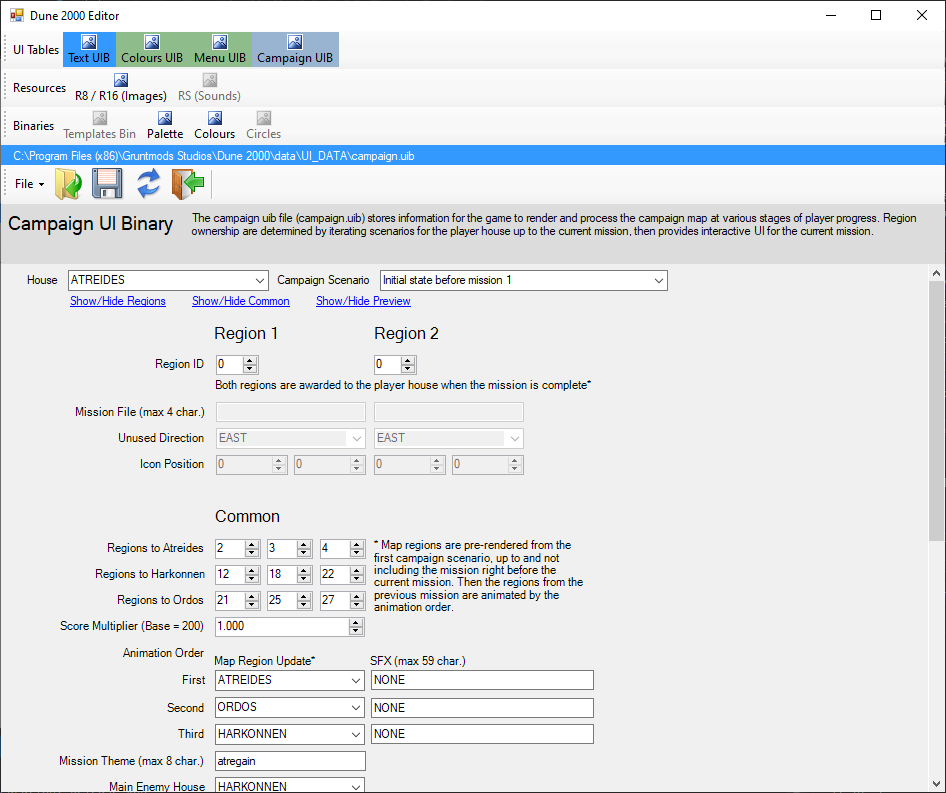 Dune 2000 Editor
UI Tables Text UIB Colours UIB Menu UIB Campaign UIB
Resources R8 / R16 (Images) RS (Sounds)
Binaries Templates Bin Palette Colours Circles
C:\Program Files (x86)\Gruntmods Studios\Dune 2000\data\UI_DATA\campaign.uib
File
Campaign UI Binary
The campaign uib file (campaign.uib) stores information for the game to render and process the campaign map at various stages of player progress. Region
ownership are determined by iterating scenarios for the player house up to the current mission, then provides interactive UI for the current mission.
House ATREIDES Campaign Scenario Initial state before mission 1
Show/Hide Regions Show/Hide Common Show/Hide Preview
Region 1 Region 2
Region ID 0 0
Both regions are awarded to the player house when the mission is complete*
Mission File (max 4 char.)
Unused Direction EAST EAST
Icon Position 0 0 0 0
Common
Regions to Atreides 2 3 4
Regions to Harkonnen 12 18 22
Regions to Ordos 21 25 27
* Map regions are pre-rendered from the
first campaign scenario, up to and not
including the mission right before the
current mission. Then the regions from the
previous mission are animated by the
animation order.
Score Multiplier (Base = 200) 1.000
Animation Order
Map Region Update* SFX (max 59 char.)
First ATREIDES NONE
Second ORDOS NONE
Third HARKONNEN NONE
Mission Theme (max 8 char.) atregain
Main Enemy House HARKONNEN